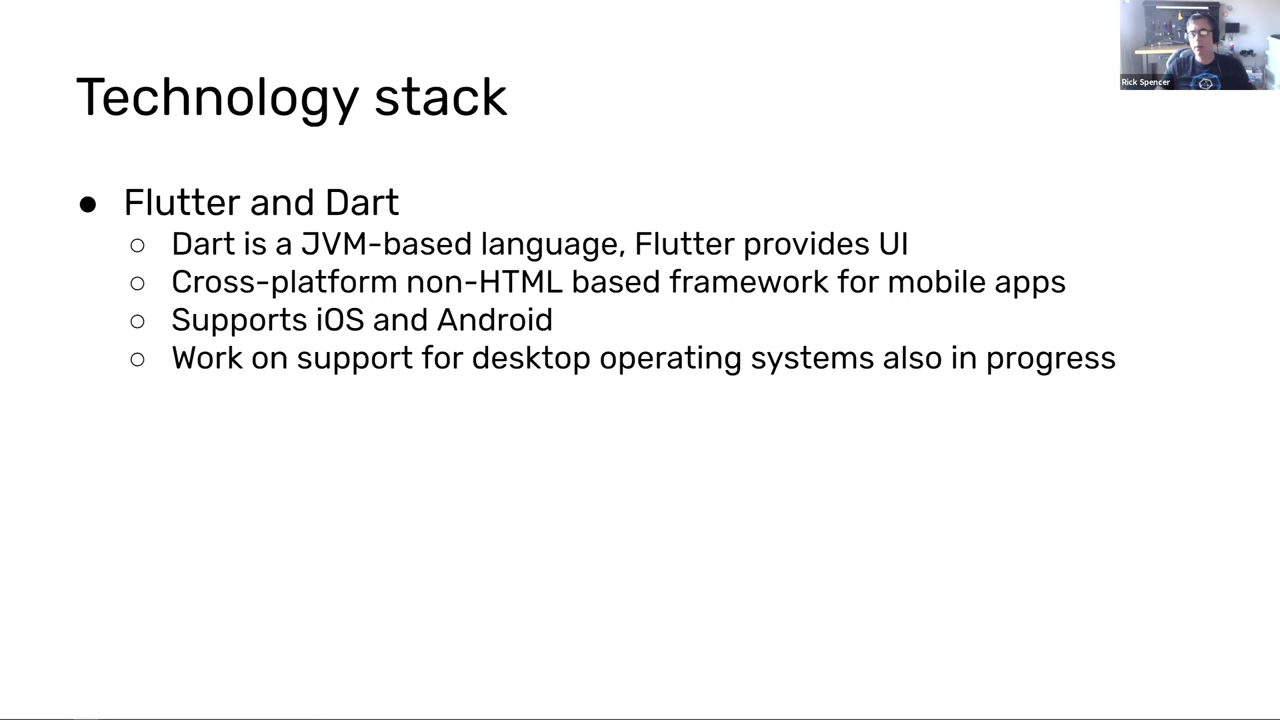 Rick Spencer
Technology stack
● Flutter and Dart
○ Dart is a JVM-based language, Flutter provides UI
○ Cross-platform non-HTML based framework for mobile apps
○ Supports iOS and Android
○ Work on support for desktop operating systems also in progress